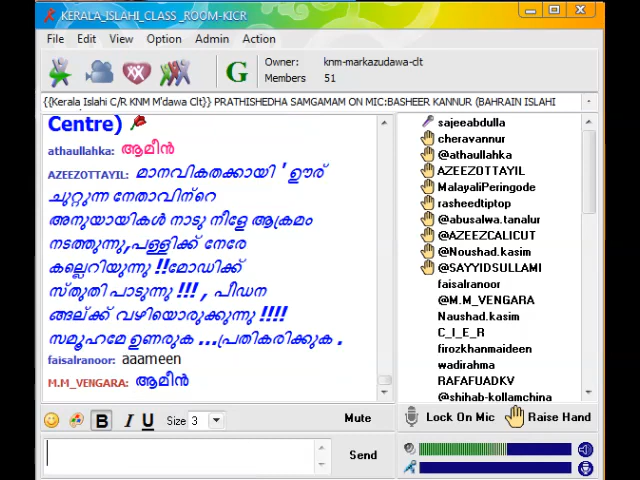 KERALA_ISLAHI_CLASS_ROOM-KICR
File Edit View Option Admin Action
G
Owner: knm-markazudawa-clt
Members 51
{{Kerala Islahi C/R KNM M'dawa Clt}} PRATHISHEDHA SAMGAMAM ON MIC:BASHEER KANNUR (BAHRAIN ISLAHI
Centre)
athaullahka: ആമീൻ
AZEEZOTTAYIL: മാനവികതക്കായി ' ഊര്
ചുറ്റുന്ന നേതാവിന്റെ
അനുയായികൾ നാടു നീളേ ആക്രമം
നടത്തുന്നു,പള്ളിക്ക് നേരേ
കല്ലെറിയുന്നു !!മോഡിക്ക്
സ്തുതി പാടുന്നു !!! , പീഡന
ങ്ങല്ക്ക് വഴിയൊരുക്കുന്നു !!!!
സമൂഹമേ ഉണരുക ...പ്രതികരിക്കുക .
faisalranoor: aaameen
M.M_VENGARA: ആമീൻ
sajeeabdulla
cheravannur
@athaullahka
AZEEZOTTAYIL
MalayaliPeringode
rasheedtiptop
@abusalwa.tanalur
@AZEEZCALICUT
@Noushad.kasim
@SAYYIDSULLAMI
faisalranoor
@M.M_VENGARA
Noushad.kasim
C_I_E_R
firozkhanmaideen
wadirahma
RAFAFUADKV
@shihab-kollamchina
B I U Size 3 Mute
Lock On Mic Raise Hand
Send